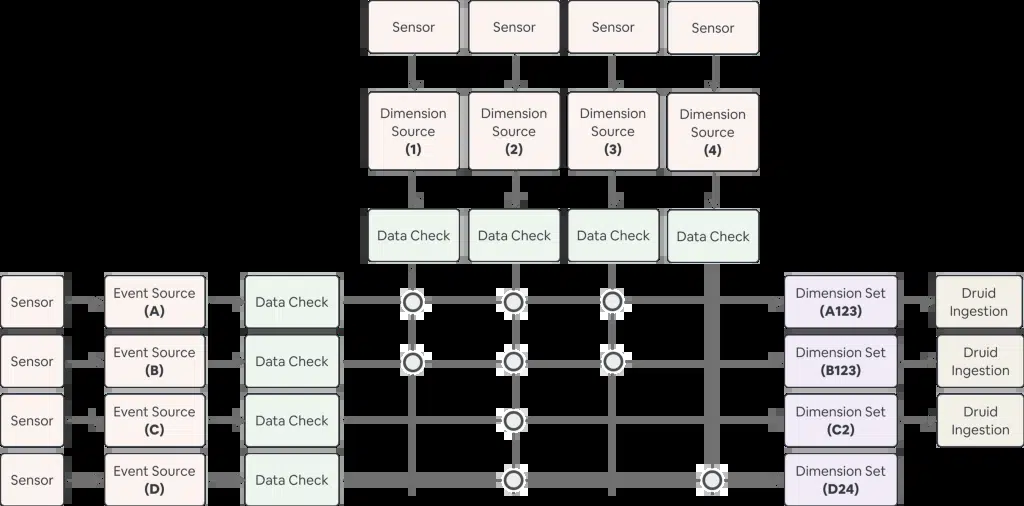 Sensor
Sensor
Sensor
Sensor
Dimension
Source
(1)
Dimension
Source
(2)
Dimension
Source
(3)
Dimension
Source
(4)
Data Check
Data Check
Data Check
Data Check
Sensor
Event Source
(A)
Data Check
Dimension Set
(A123)
Druid
Ingestion
Sensor
Event Source
(B)
Data Check
Dimension Set
(B123)
Druid
Ingestion
Sensor
Event Source
(C)
Data Check
Dimension Set
(C2)
Druid
Ingestion
Sensor
Event Source
(D)
Data Check
Dimension Set
(D24)